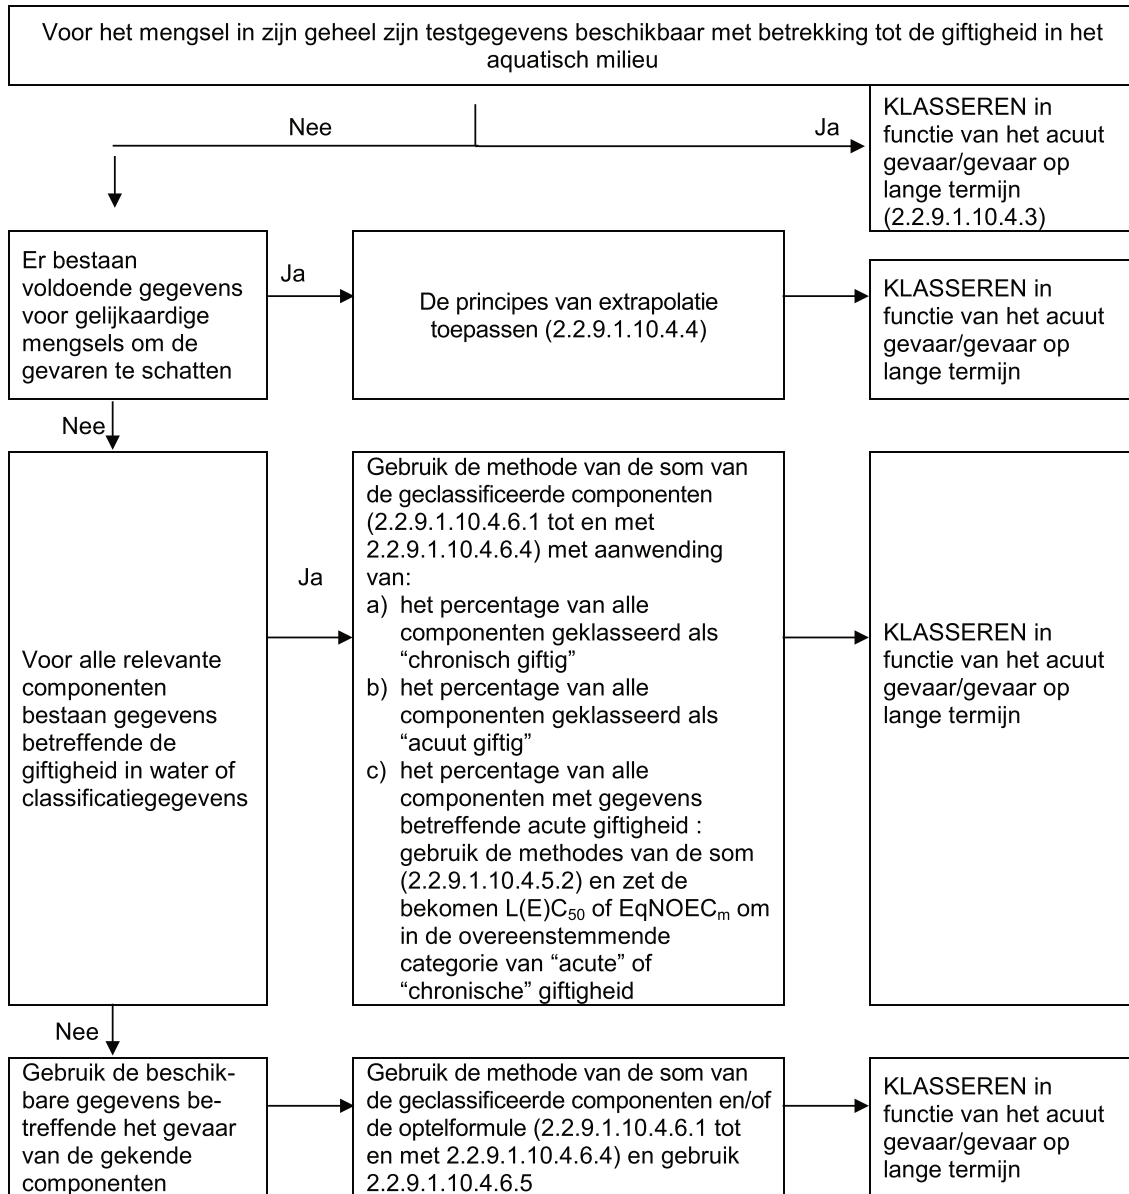 Voor het mengsel in zijn geheel zijn testgegevens beschikbaar met betrekking tot de giftigheid in het
aquatisch milieu
Nee
Ja
KLASSEREN in
functie van het acuut
gevaar/gevaar op
lange termijn
(2.2.9.1.10.4.3)
Er bestaan
voldoende gegevens
voor gelijkaardige
mengsels om de
gevaren te schatten
Ja
De principes van extrapolatie
toepassen (2.2.9.1.10.4.4)
KLASSEREN in
functie van het acuut
gevaar/gevaar op
lange termijn
Nee
Voor alle relevante
componenten
bestaan gegevens
betreffende de
giftigheid in water of
classificatiegegevens
Ja
Gebruik de methode van de som van
de geclassificeerde componenten
(2.2.9.1.10.4.6.1 tot en met
2.2.9.1.10.4.6.4) met aanwending
van:
a) het percentage van alle
componenten geklasseerd als
“chronisch giftig”
b) het percentage van alle
componenten geklasseerd als
“acuut giftig”
c) het percentage van alle
componenten met gegevens
betreffende acute giftigheid :
gebruik de methodes van de som
(2.2.9.1.10.4.5.2) en zet de
bekomen L(E)C50 of EqNOECm om
in de overeenstemmende
categorie van “acute” of
“chronische” giftigheid
KLASSEREN in
functie van het acuut
gevaar/gevaar op
lange termijn
Nee
Gebruik de beschik-
bare gegevens be-
treffende het gevaar
van de gekende
componenten
Gebruik de methode van de som van
de geclassificeerde componenten en/of
de optelformule (2.2.9.1.10.4.6.1 tot
en met 2.2.9.1.10.4.6.4) en gebruik
2.2.9.1.10.4.6.5
KLASSEREN in
functie van het acuut
gevaar/gevaar op
lange termijn